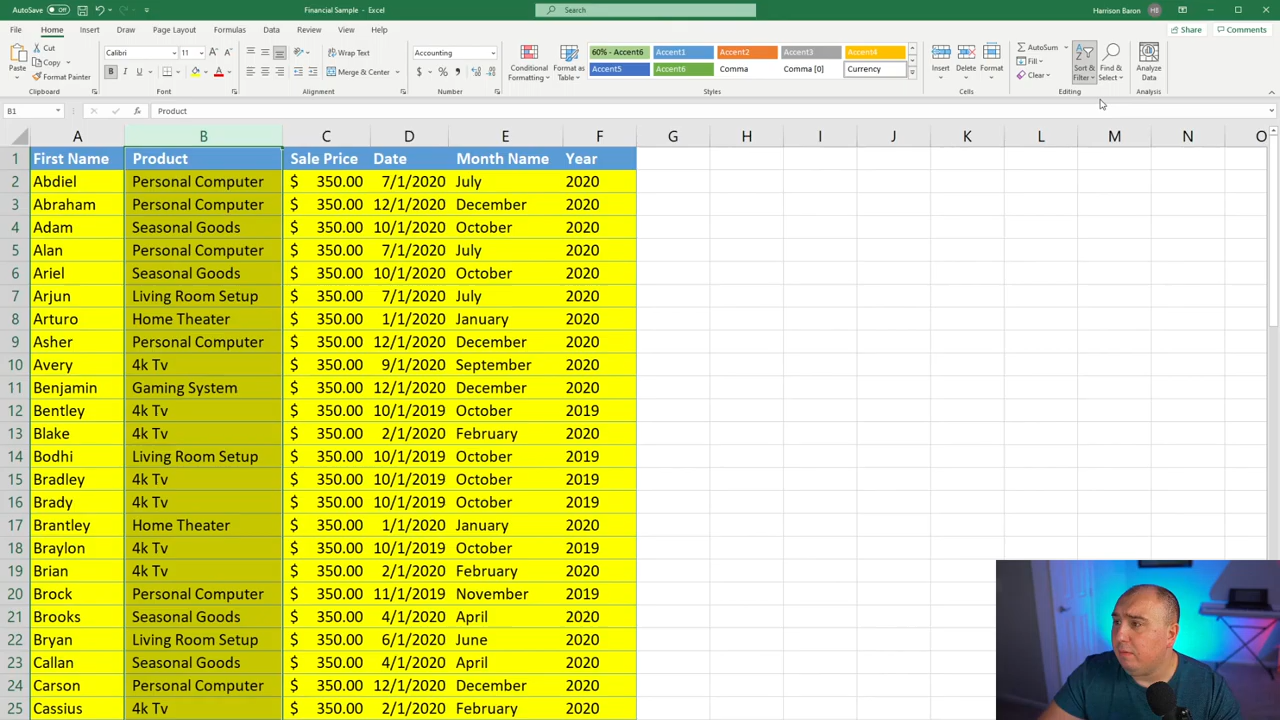 AutoSave Off Financial Sample - Excel Search Harrison Baron HB
File Home Insert Draw Page Layout Formulas Data Review View Help Share Comments
Paste Cut Copy Format Painter Clipboard
Calibri 11 B I U Font
Wrap Text Merge & Center Alignment
Accounting $ % Number
Conditional Formatting Format as Table
60% - Accent6 Accent1 Accent2 Accent3 Accent4
Accent5 Accent6 Comma Comma [0] Currency
Styles
Insert Delete Format Cells
AutoSum Fill Clear Sort & Filter Find & Select Editing
Analyze Data Analysis
B1 fx Product
A B C D E F G H I J K L M N O
1 First Name Product Sale Price Date Month Name Year
2 Abdiel Personal Computer $ 350.00 7/1/2020 July 2020
3 Abraham Personal Computer $ 350.00 12/1/2020 December 2020
4 Adam Seasonal Goods $ 350.00 10/1/2020 October 2020
5 Alan Personal Computer $ 350.00 7/1/2020 July 2020
6 Ariel Seasonal Goods $ 350.00 10/1/2020 October 2020
7 Arjun Living Room Setup $ 350.00 7/1/2020 July 2020
8 Arturo Home Theater $ 350.00 1/1/2020 January 2020
9 Asher Personal Computer $ 350.00 12/1/2020 December 2020
10 Avery 4k Tv $ 350.00 9/1/2020 September 2020
11 Benjamin Gaming System $ 350.00 12/1/2020 December 2020
12 Bentley 4k Tv $ 350.00 10/1/2019 October 2019
13 Blake 4k Tv $ 350.00 2/1/2020 February 2020
14 Bodhi Living Room Setup $ 350.00 10/1/2019 October 2019
15 Bradley 4k Tv $ 350.00 10/1/2019 October 2019
16 Brady 4k Tv $ 350.00 10/1/2019 October 2019
17 Brantley Home Theater $ 350.00 1/1/2020 January 2020
18 Braylon 4k Tv $ 350.00 10/1/2019 October 2019
19 Brian 4k Tv $ 350.00 2/1/2020 February 2020
20 Brock Personal Computer $ 350.00 11/1/2019 November 2019
21 Brooks Seasonal Goods $ 350.00 4/1/2020 April 2020
22 Bryan Living Room Setup $ 350.00 6/1/2020 June 2020
23 Callan Seasonal Goods $ 350.00 4/1/2020 April 2020
24 Carson Personal Computer $ 350.00 12/1/2020 December 2020
25 Cassius 4k Tv $ 350.00 2/1/2020 February 2020